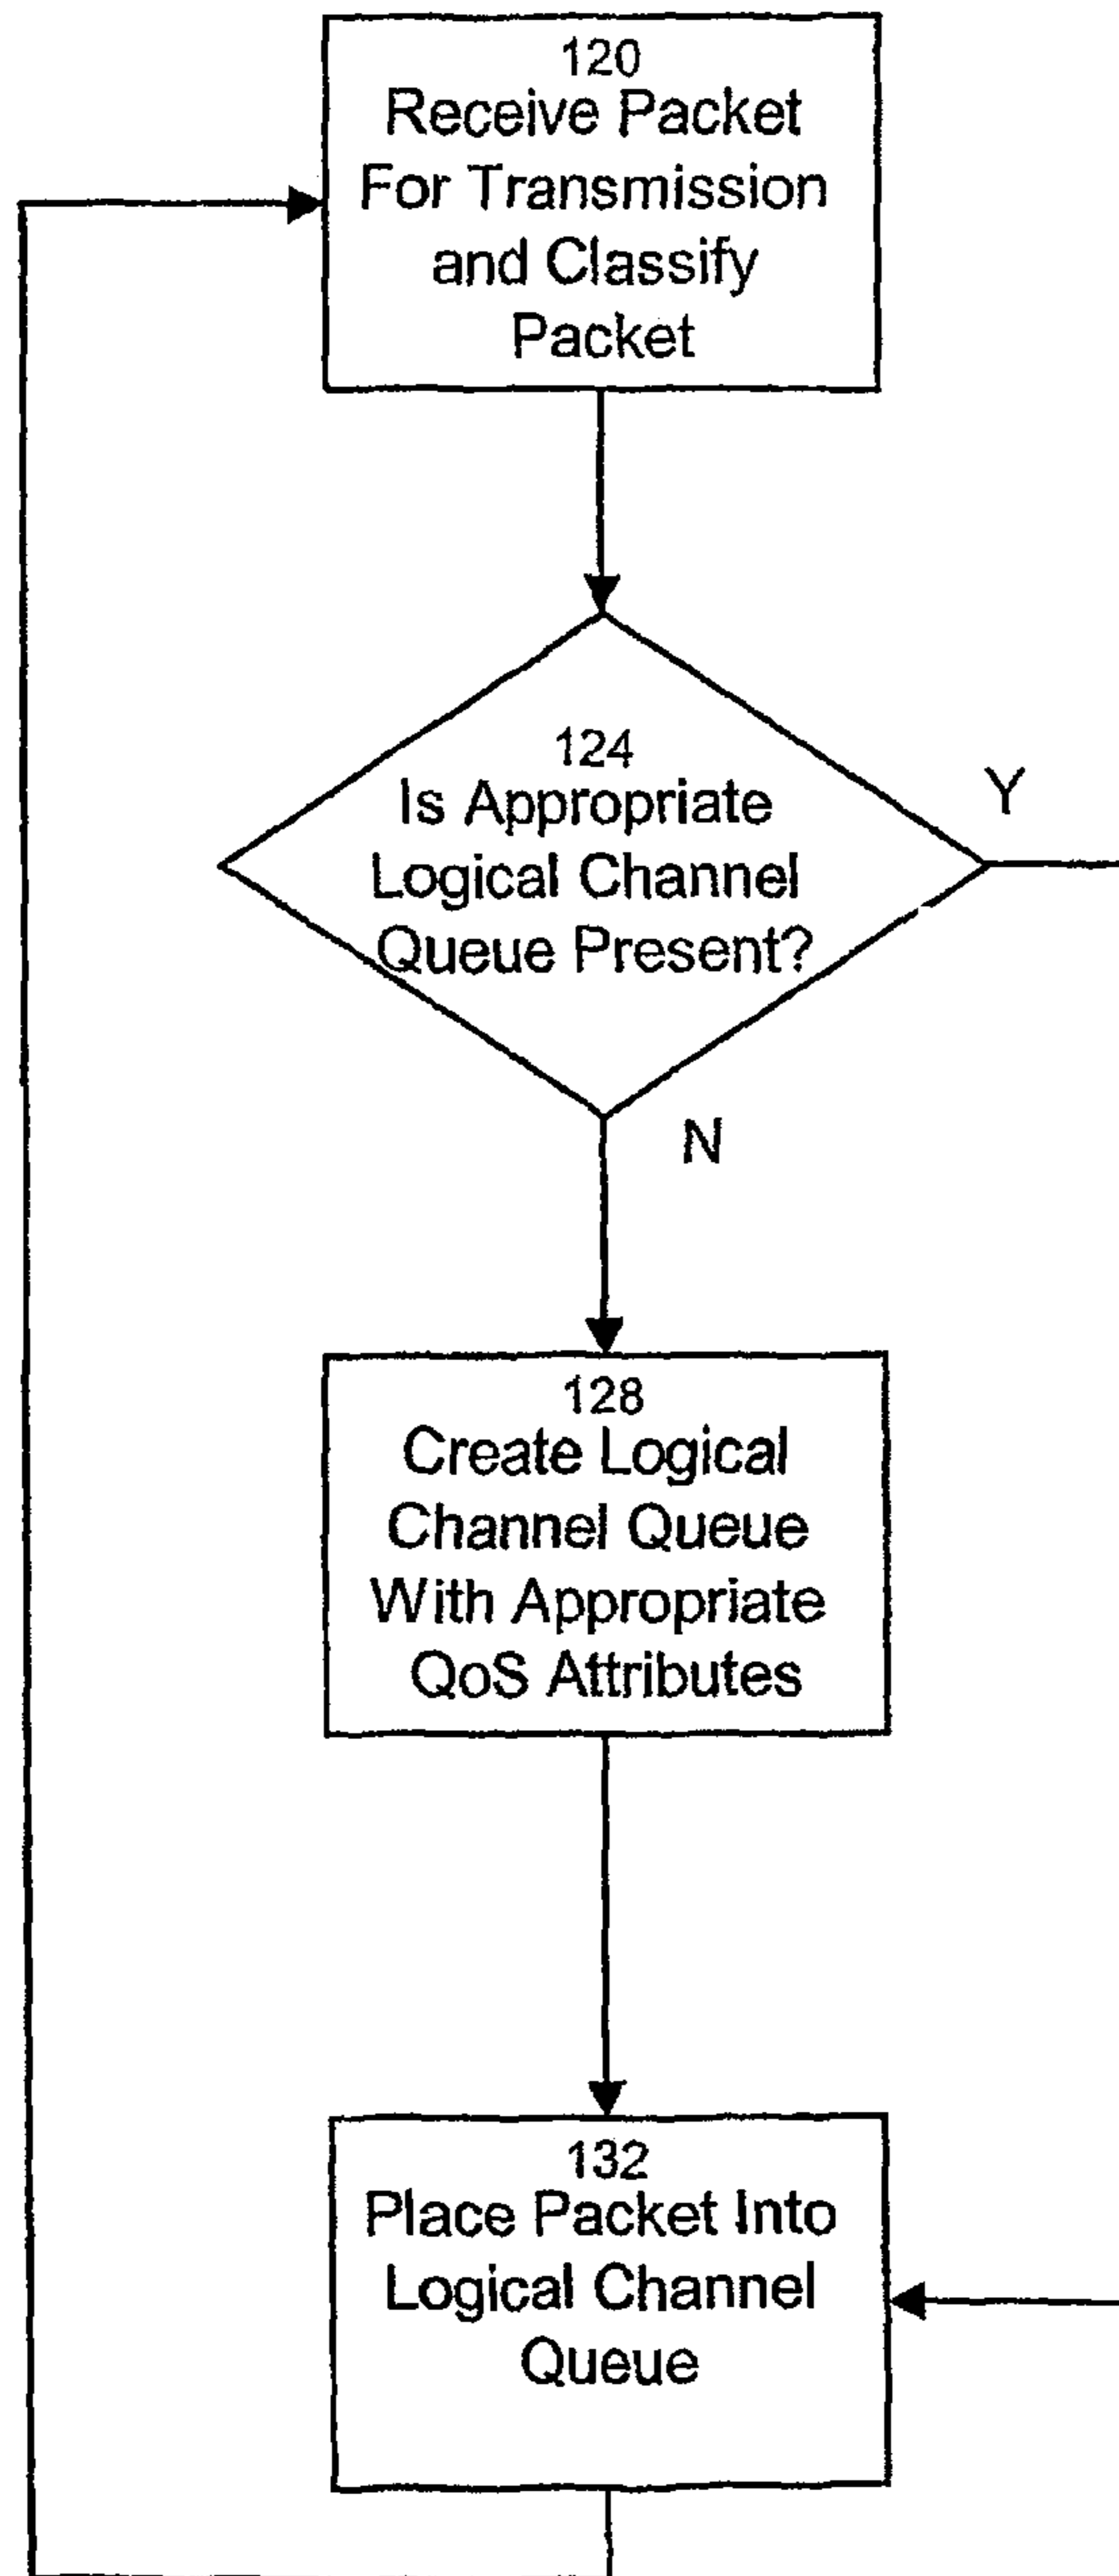 120
Receive Packet
For Transmission
and Classify
Packet
124
Is Appropriate
Logical Channel
Queue Present?
Y
N
128
Create Logical
Channel Queue
With Appropriate
QoS Attributes
132
Place Packet Into
Logical Channel
Queue